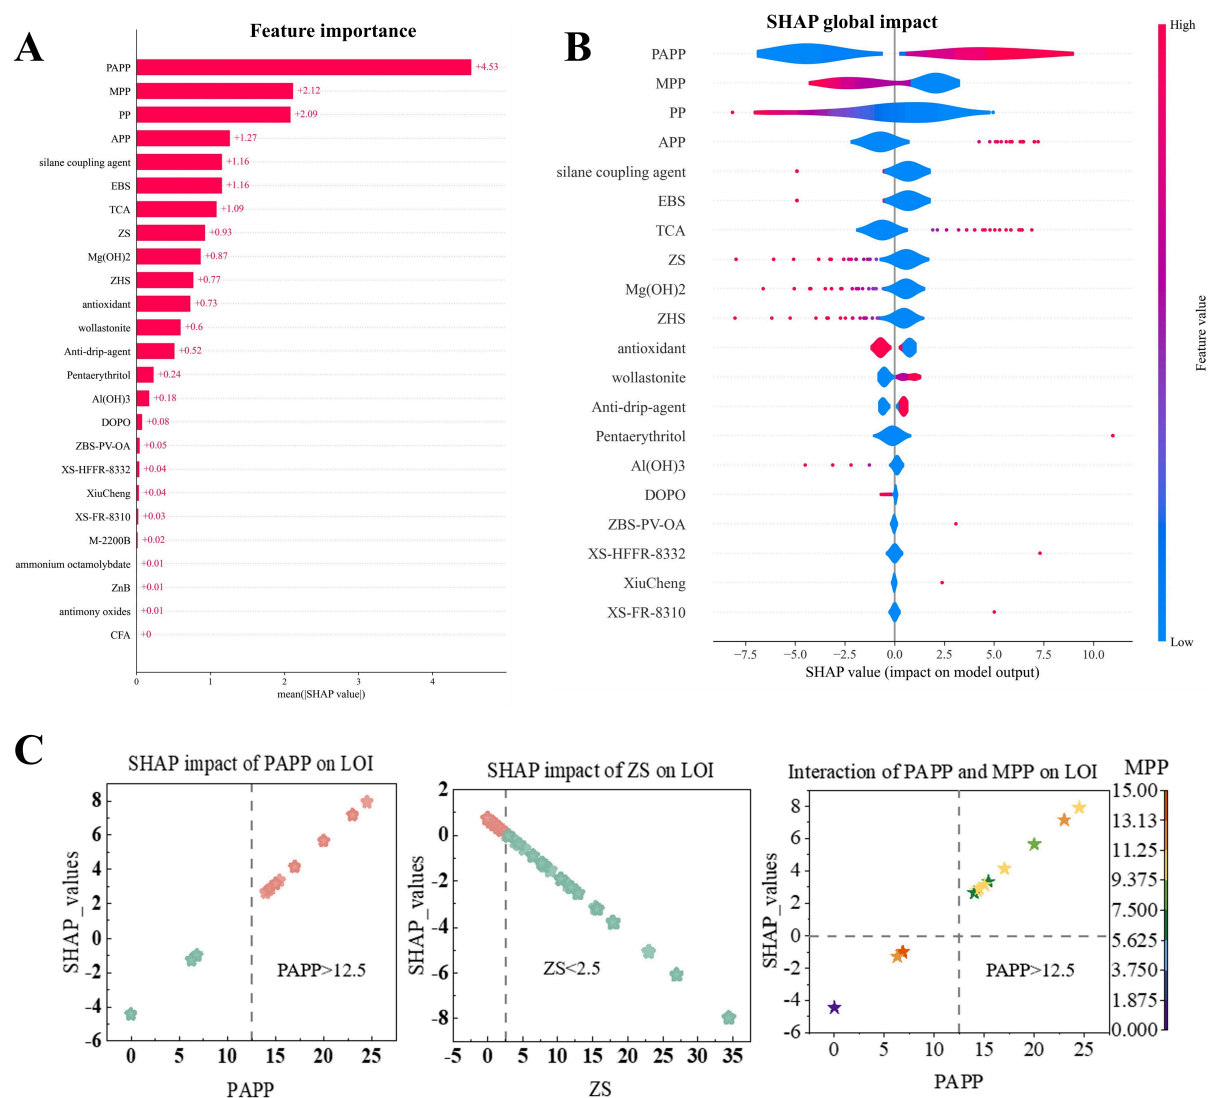 A
Feature importance
PAPP +4.53
MPP +2.12
PP +2.09
APP +1.27
silane coupling agent +1.16
EBS +1.16
TCA +1.09
ZS +0.93
Mg(OH)2 +0.87
ZHS +0.77
antioxidant +0.73
wollastonite +0.6
Anti-drip-agent +0.52
Pentaerythritol +0.24
Al(OH)3 +0.18
DOPO +0.08
ZBS-PV-OA +0.05
XS-HFFR-8332 +0.04
XiuCheng +0.04
XS-FR-8310 +0.03
M-2200B +0.02
ammonium octamolybdate +0.01
ZnB +0.01
antimony oxides +0.01
CFA +0
0 1 2 3 4
mean(|SHAP value|)
B
SHAP global impact
PAPP
MPP
PP
APP
silane coupling agent
EBS
TCA
ZS
Mg(OH)2
ZHS
antioxidant
wollastonite
Anti-drip-agent
Pentaerythritol
Al(OH)3
DOPO
ZBS-PV-OA
XS-HFFR-8332
XiuCheng
XS-FR-8310
−7.5 −5.0 −2.5 0.0 2.5 5.0 7.5 10.0
SHAP value (impact on model output)
High
Feature value
Low
C
SHAP impact of PAPP on LOI
SHAP_values
8
6
4
2
0
-2
-4
-6
PAPP>12.5
0 5 10 15 20 25
PAPP
SHAP impact of ZS on LOI
SHAP_values
2
0
-2
-4
-6
-8
ZS<2.5
-5 0 5 10 15 20 25 30 35
ZS
Interaction of PAPP and MPP on LOI
SHAP_values
8
6
4
2
0
-2
-4
-6
PAPP>12.5
0 5 10 15 20 25
PAPP
MPP
15.00
13.13
11.25
9.375
7.500
5.625
3.750
1.875
0.000